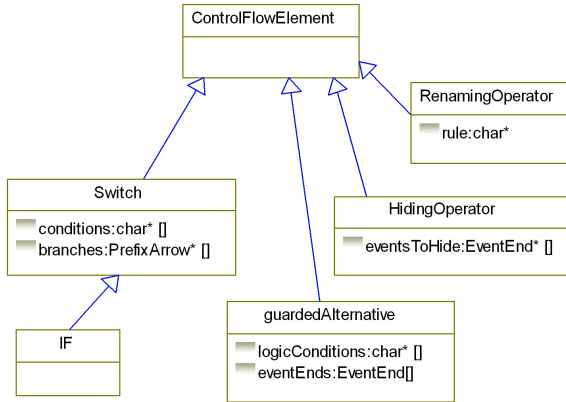 ControlFlowElement
RenamingOperator
rule:char*
Switch
conditions:char* []
branches:PrefixArrow* []
HidingOperator
eventsToHide:EventEnd* []
guardedAlternative
logicConditions:char* []
eventEnds:EventEnd[]
IF